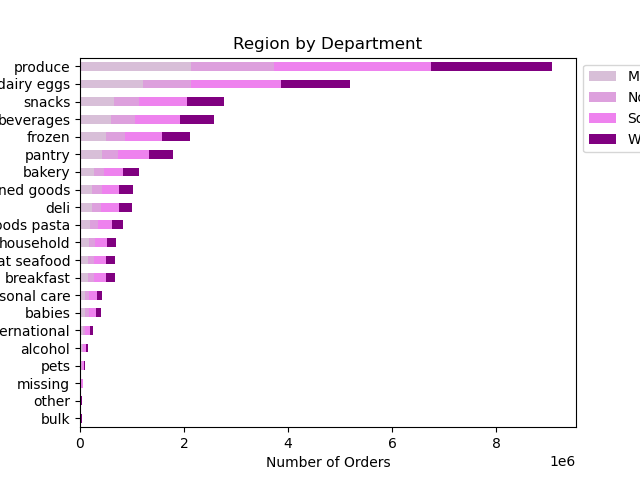 Region by Department
produce
dairy eggs
snacks
beverages
frozen
pantry
bakery
ned goods
deli
oods pasta
household
at seafood
breakfast
sonal care
babies
ernational
alcohol
pets
missing
other
bulk
M
No
So
W
0 2 4 6 8
1e6
Number of Orders